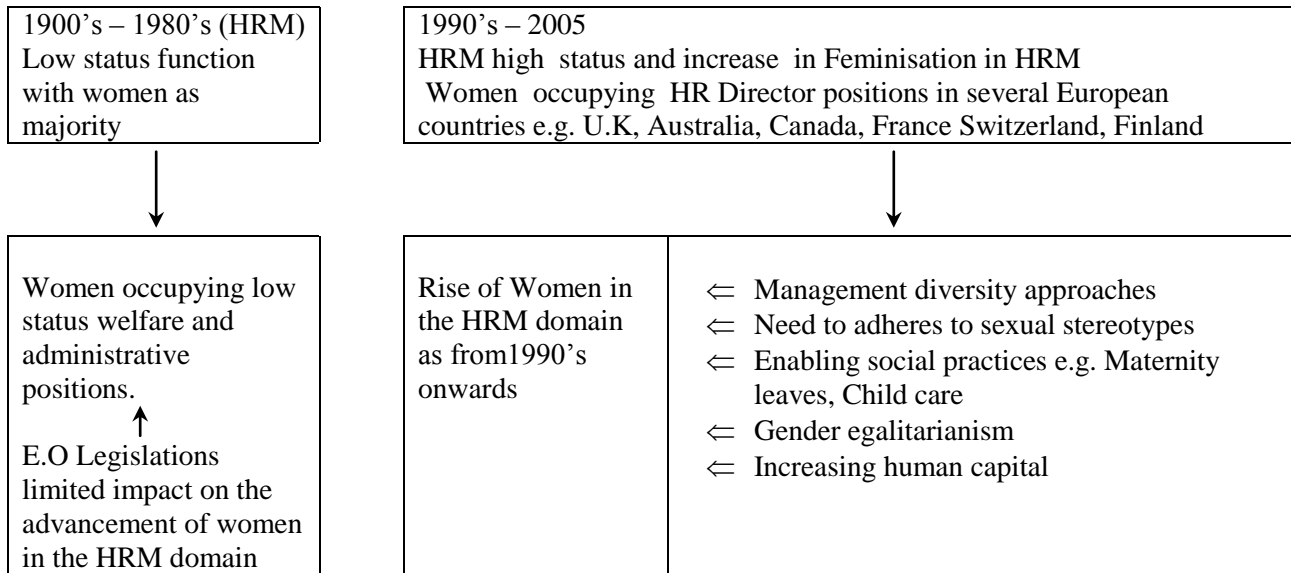 1900's – 1980's (HRM)
Low status function
with women as
majority
1990's – 2005
HRM high status and increase in Feminisation in HRM
Women occupying HR Director positions in several European
countries e.g. U.K, Australia, Canada, France Switzerland, Finland
Women occupying low
status welfare and
administrative
positions.
E.O Legislations
limited impact on the
advancement of women
in the HRM domain
Rise of Women in
the HRM domain
as from1990's
onwards
⇐ Management diversity approaches
⇐ Need to adheres to sexual stereotypes
⇐ Enabling social practices e.g. Maternity
leaves, Child care
⇐ Gender egalitarianism
⇐ Increasing human capital